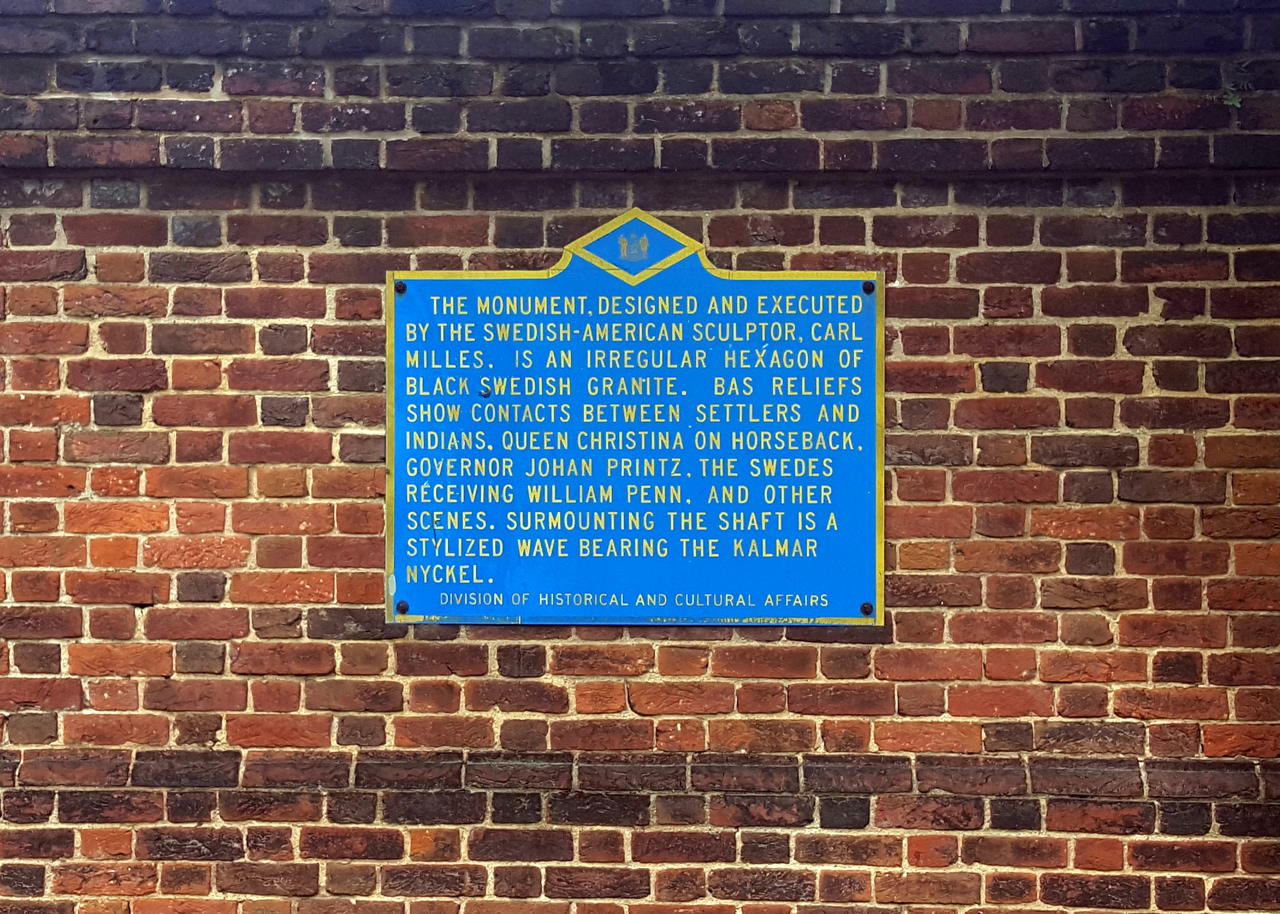 THE MONUMENT, DESIGNED AND EXECUTED
BY THE SWEDISH-AMERICAN SCULPTOR, CARL
MILLES. IS AN IRREGULAR HEXAGON OF
BLACK SWEDISH GRANITE. BAS RELIEFS
SHOW CONTACTS BETWEEN SETTLERS AND
INDIANS, QUEEN CHRISTINA ON HORSEBACK,
GOVERNOR JOHAN PRINTZ, THE SWEDES
RECEIVING WILLIAM PENN, AND OTHER
SCENES. SURMOUNTING THE SHAFT IS A
STYLIZED WAVE BEARING THE KALMAR
NYCKEL.
DIVISION OF HISTORICAL AND CULTURAL AFFAIRS